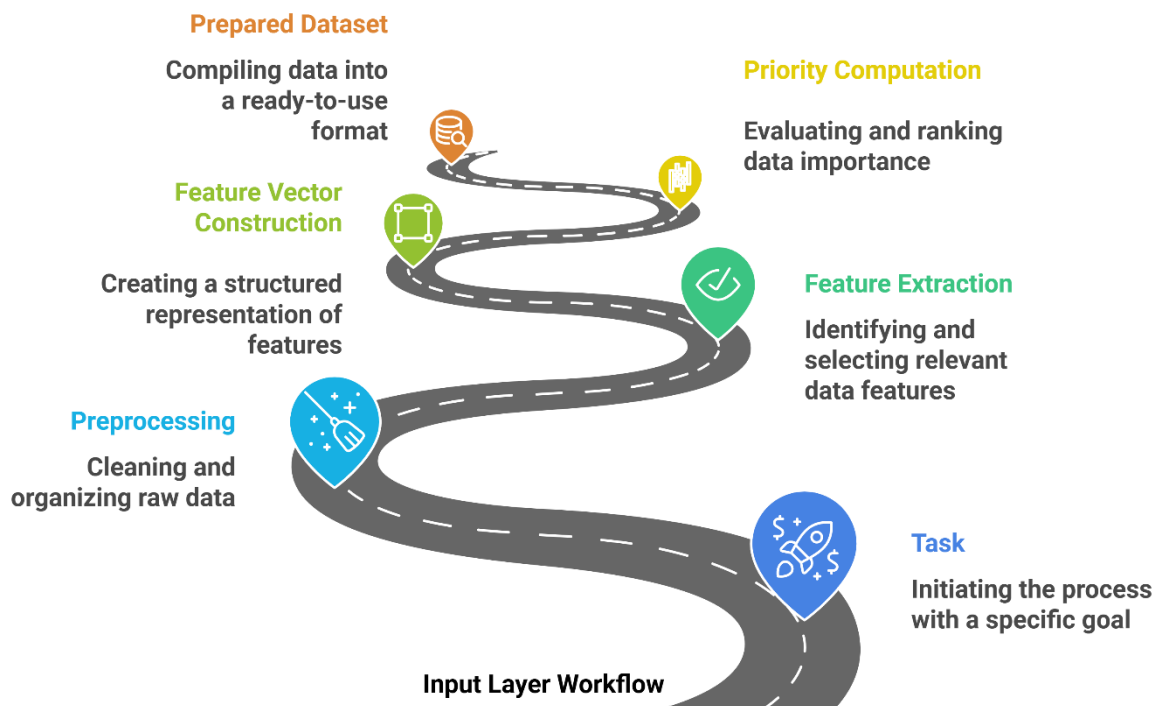 Prepared Dataset
Compiling data into
a ready-to-use
format
Priority Computation
Evaluating and ranking
data importance
Feature Vector
Construction
Creating a structured
representation of
features
Feature Extraction
Identifying and
selecting relevant
data features
Preprocessing
Cleaning and
organizing raw data
Task
Initiating the process
with a specific goal
$
$
Input Layer Workflow